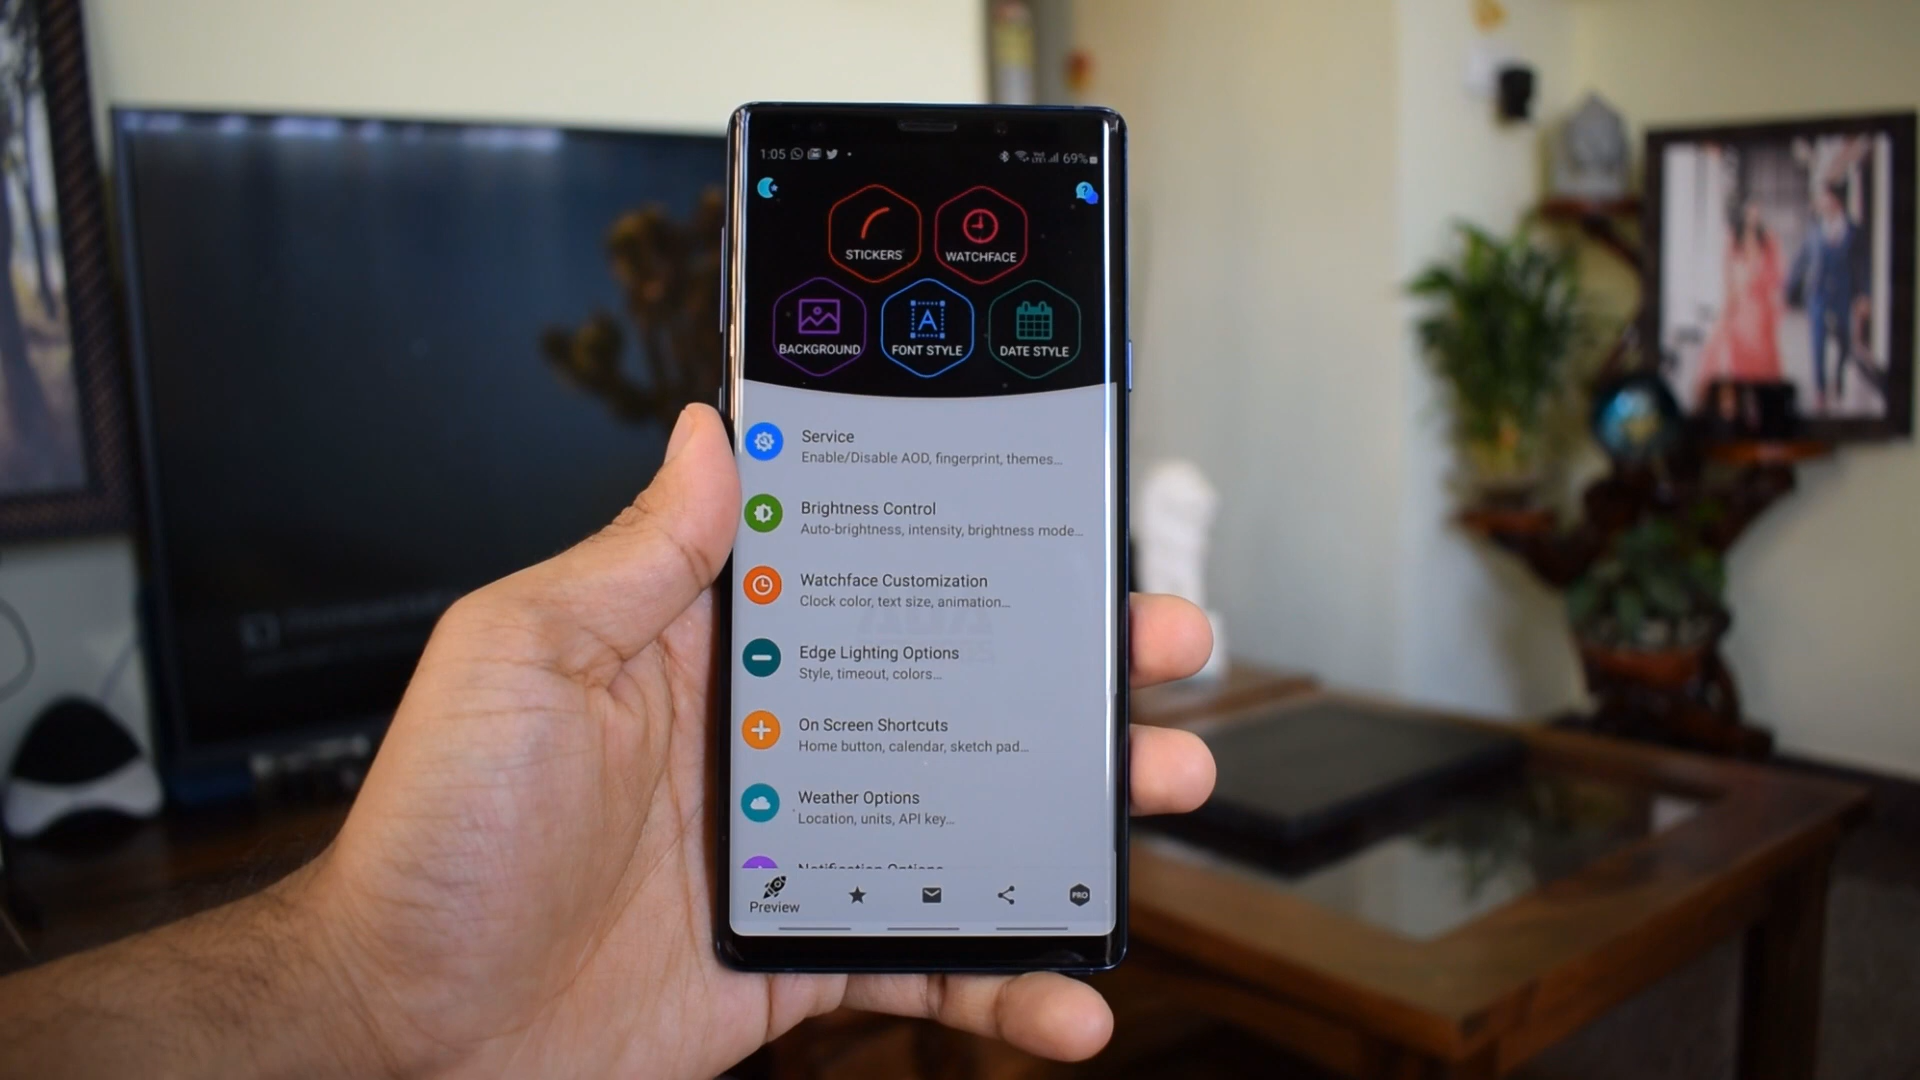 1:05 69%
STICKERS WATCHFACE
BACKGROUND FONT STYLE DATE STYLE
Service
Enable/Disable AOD, fingerprint, themes...
Brightness Control
Auto-brightness, intensity, brightness mode...
Watchface Customization
Clock color, text size, animation...
Edge Lighting Options
Style, timeout, colors...
On Screen Shortcuts
Home button, calendar, sketch pad...
Weather Options
Location, units, API key...
Notification Options
Preview PRO